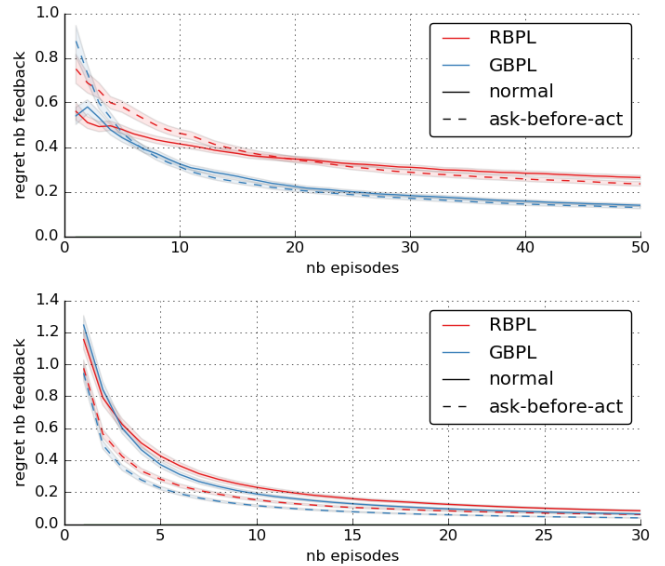 1.0
0.8
0.6
0.4
0.2
0.0
regret nb feedback
RBPL
GBPL
normal
ask-before-act
0 10 20 30 40 50
nb episodes
1.4
1.2
1.0
0.8
0.6
0.4
0.2
0.0
regret nb feedback
RBPL
GBPL
normal
ask-before-act
0 5 10 15 20 25 30
nb episodes